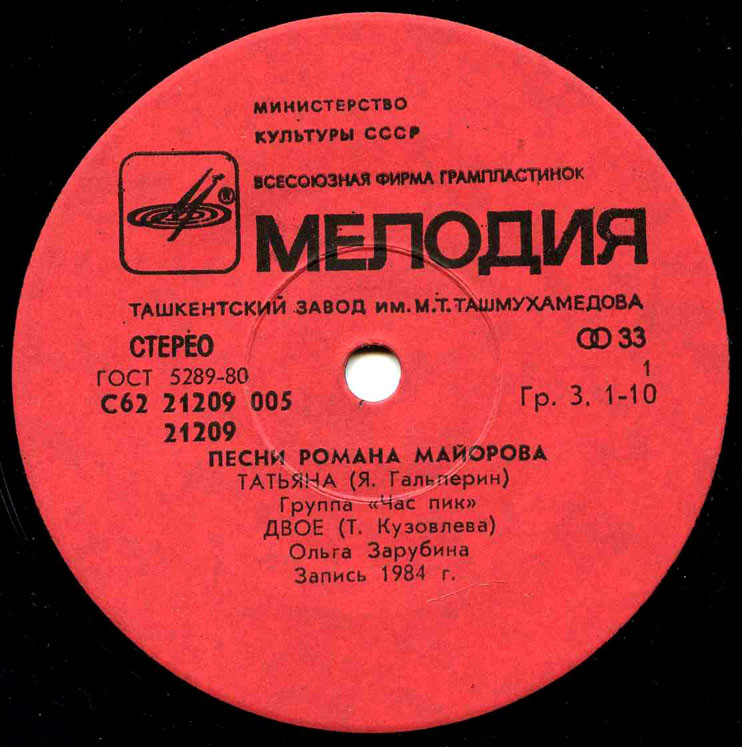 МИНИСТЕРСТВО
КУЛЬТУРЫ СССР
ВСЕСОЮЗНАЯ ФИРМА ГРАМПЛАСТИНОК
®
МЕЛОДИЯ
ТАШКЕНТСКИЙ ЗАВОД ИМ. М.Т. ТАШМУХАМЕДОВА
СТЕРЕО 33
ГОСТ 5289-80 1
С62 21209 005 Гр. 3. 1-10
21209
ПЕСНИ РОМАНА МАЙОРОВА
ТАТЬЯНА (Я. Гальперин)
Группа «Час пик»
ДВОЕ (Т. Кузовлева)
Ольга Зарубина
Запись 1984 г.